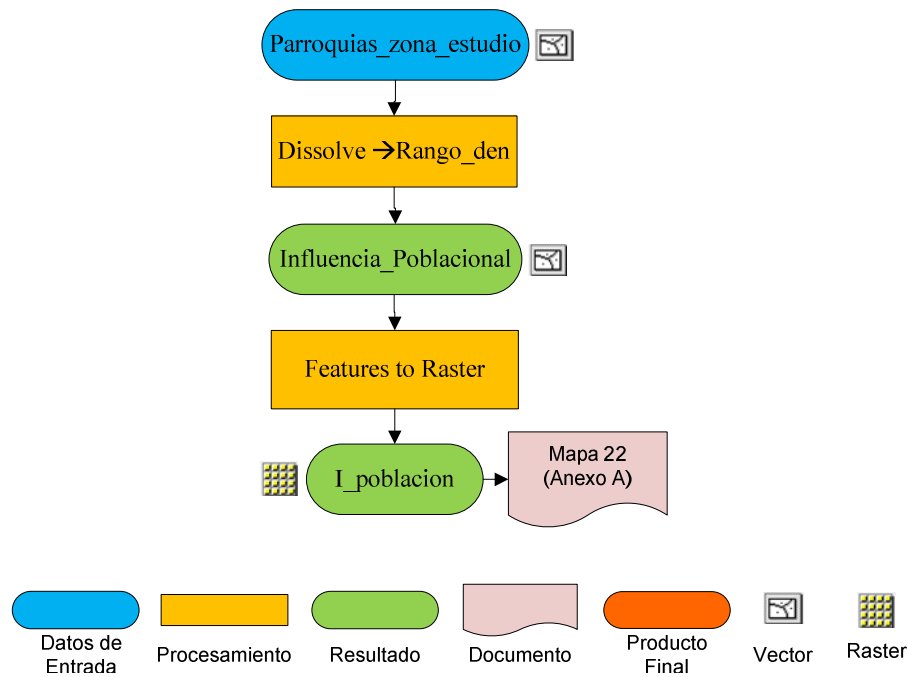 Parroquias_zona_estudio
Dissolve →Rango_den
Influencia_Poblacional
Features to Raster
I_poblacion
Mapa 22
(Anexo A)
Datos de
Entrada
Procesamiento
Resultado
Documento
Producto
Final
Vector
Raster